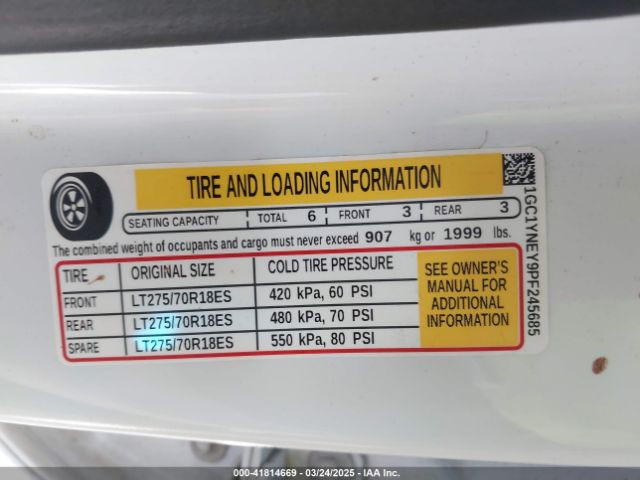 TIRE AND LOADING INFORMATION
SEATING CAPACITY TOTAL 6 FRONT 3 REAR 3
The combined weight of occupants and cargo must never exceed 907 kg or 1999 lbs.
TIRE ORIGINAL SIZE COLD TIRE PRESSURE
FRONT LT275/70R18ES 420 kPa, 60 PSI
REAR LT275/70R18ES 480 kPa, 70 PSI
SPARE LT275/70R18ES 550 kPa, 80 PSI
SEE OWNER'S
MANUAL FOR
ADDITIONAL
INFORMATION
1GC1YNEY9PF245685
000-41814669 - 03/24/2025 - IAA Inc.